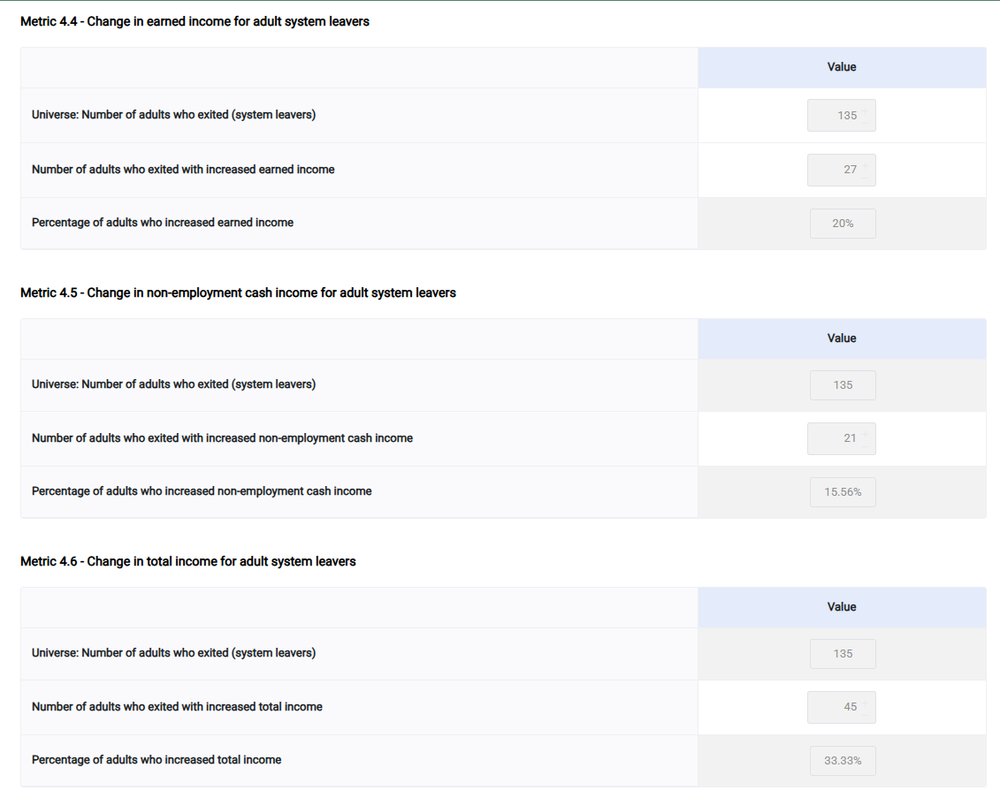 Metric 4.4 - Change in earned income for adult system leavers
Value
Universe: Number of adults who exited (system leavers)
135
Number of adults who exited with increased earned income
27
Percentage of adults who increased earned income
20%
Metric 4.5 - Change in non-employment cash income for adult system leavers
Value
Universe: Number of adults who exited (system leavers)
135
Number of adults who exited with increased non-employment cash income
21
Percentage of adults who increased non-employment cash income
15.56%
Metric 4.6 - Change in total income for adult system leavers
Value
Universe: Number of adults who exited (system leavers)
135
Number of adults who exited with increased total income
45
Percentage of adults who increased total income
33.33%